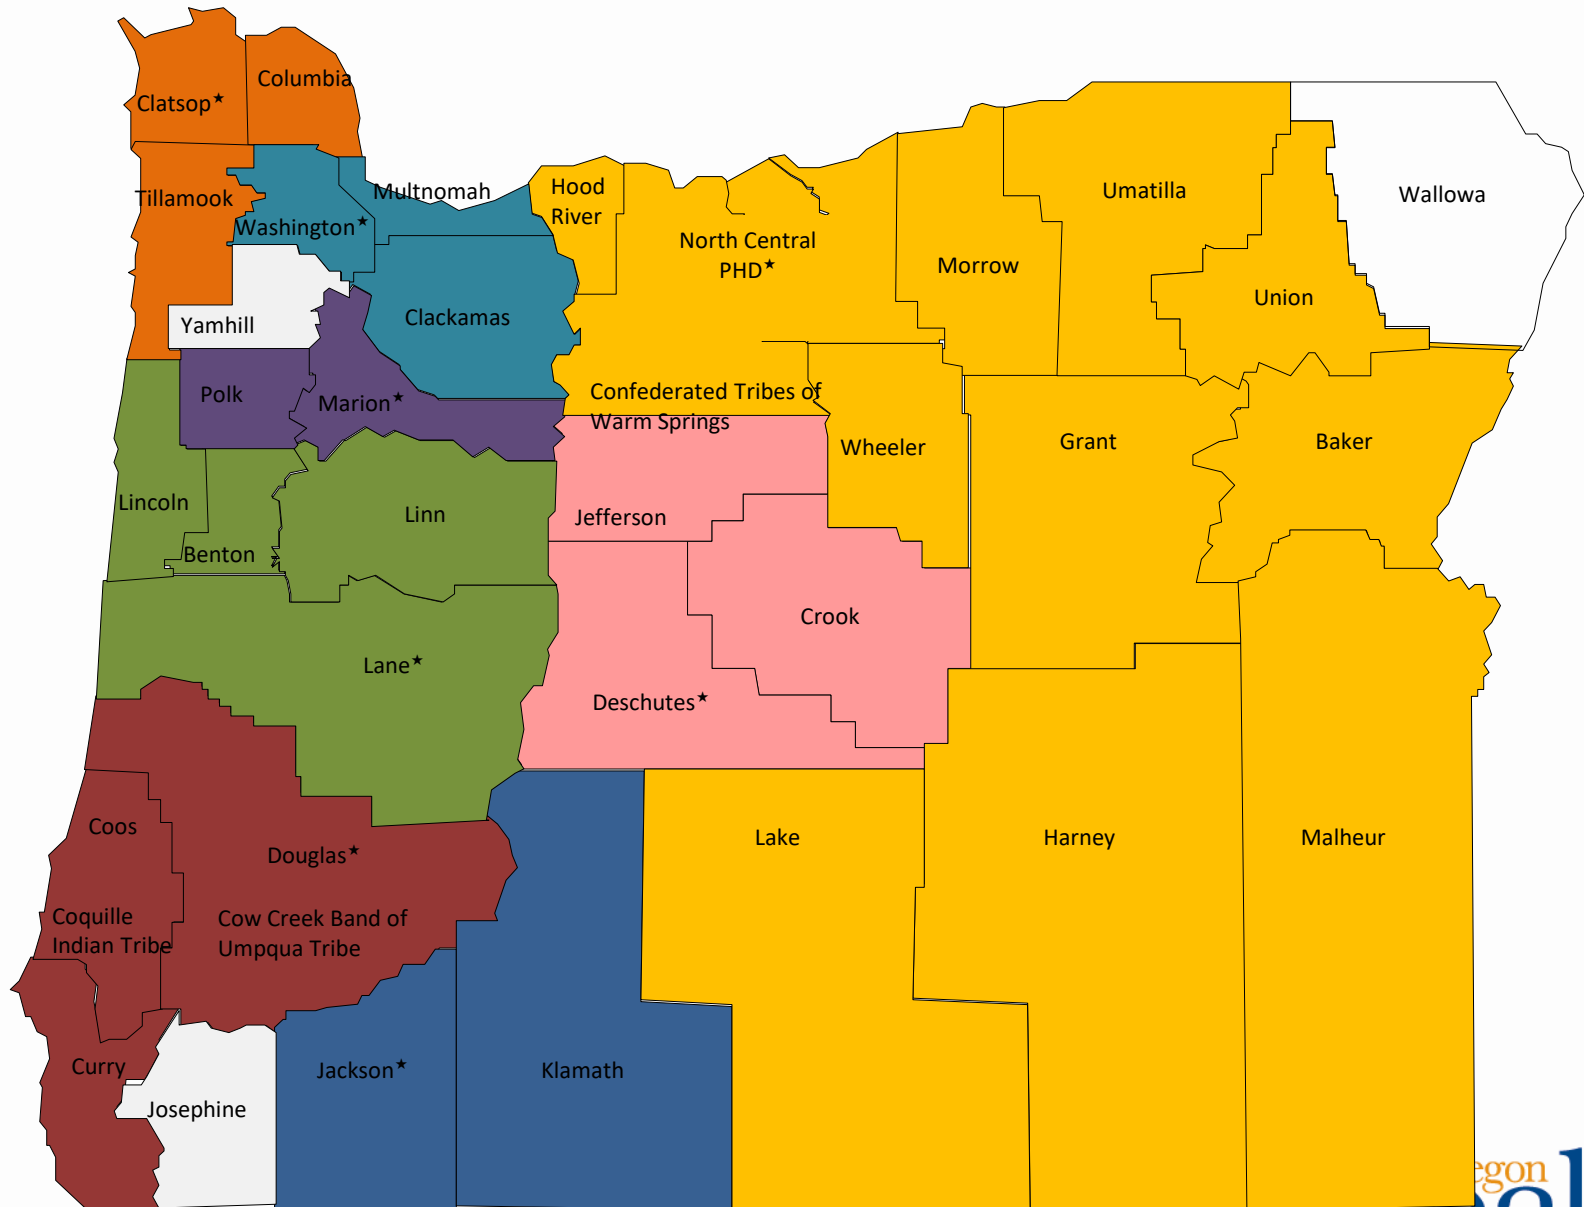 Columbia
Clatsop★
Tillamook
Multnomah
Washington★
Hood
River
North Central
PHD★
Umatilla
Wallowa
Morrow
Union
Yamhill
Clackamas
Polk
Marion★
Confederated Tribes of
Warm Springs
Wheeler
Grant
Baker
Lincoln
Linn
Jefferson
Benton
Crook
Lane★
Deschutes★
Coos
Douglas★
Lake
Harney
Malheur
Coquille
Indian Tribe
Cow Creek Band of
Umpqua Tribe
Curry
Jackson★
Klamath
Josephine
egon